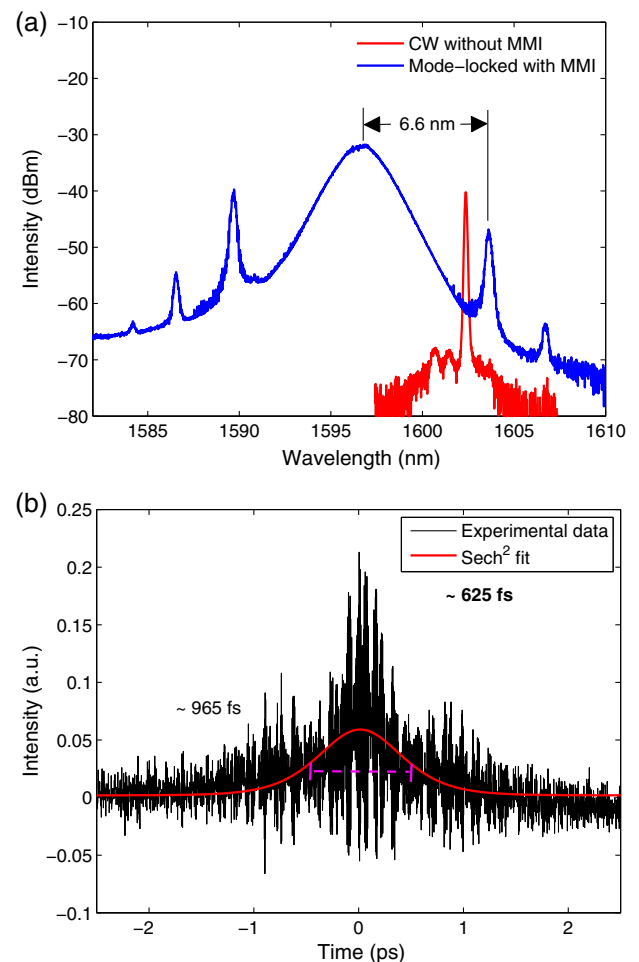 (a)
−10
−20
−30
−40
−50
−60
−70
−80
Intensity (dBm)
CW without MMI
Mode−locked with MMI
6.6 nm
1585 1590 1595 1600 1605 1610
Wavelength (nm)
(b)
0.25
0.2
0.15
0.1
0.05
0
−0.05
−0.1
Intensity (a.u.)
Experimental data
Sech² fit
~ 625 fs
~ 965 fs
−2 −1 0 1 2
Time (ps)